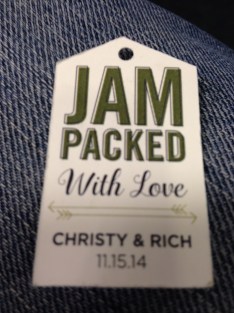 JAM
PACKED
With Love
CHRISTY & RICH
11.15.14